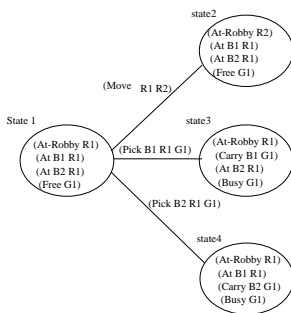 state2
(At-Robby R2)
(At B1 R1)
(At B2 R1)
(Free G1)
(Move R1 R2)
State 1
(At-Robby R1)
(At B1 R1)
(At B2 R1)
(Free G1)
(Pick B1 R1 G1)
state3
(At-Robby R1)
(Carry B1 G1)
(At B2 R1)
(Busy G1)
(Pick B2 R1 G1)
state4
(At-Robby R1)
(At B1 R1)
(Carry B2 G1)
(Busy G1)